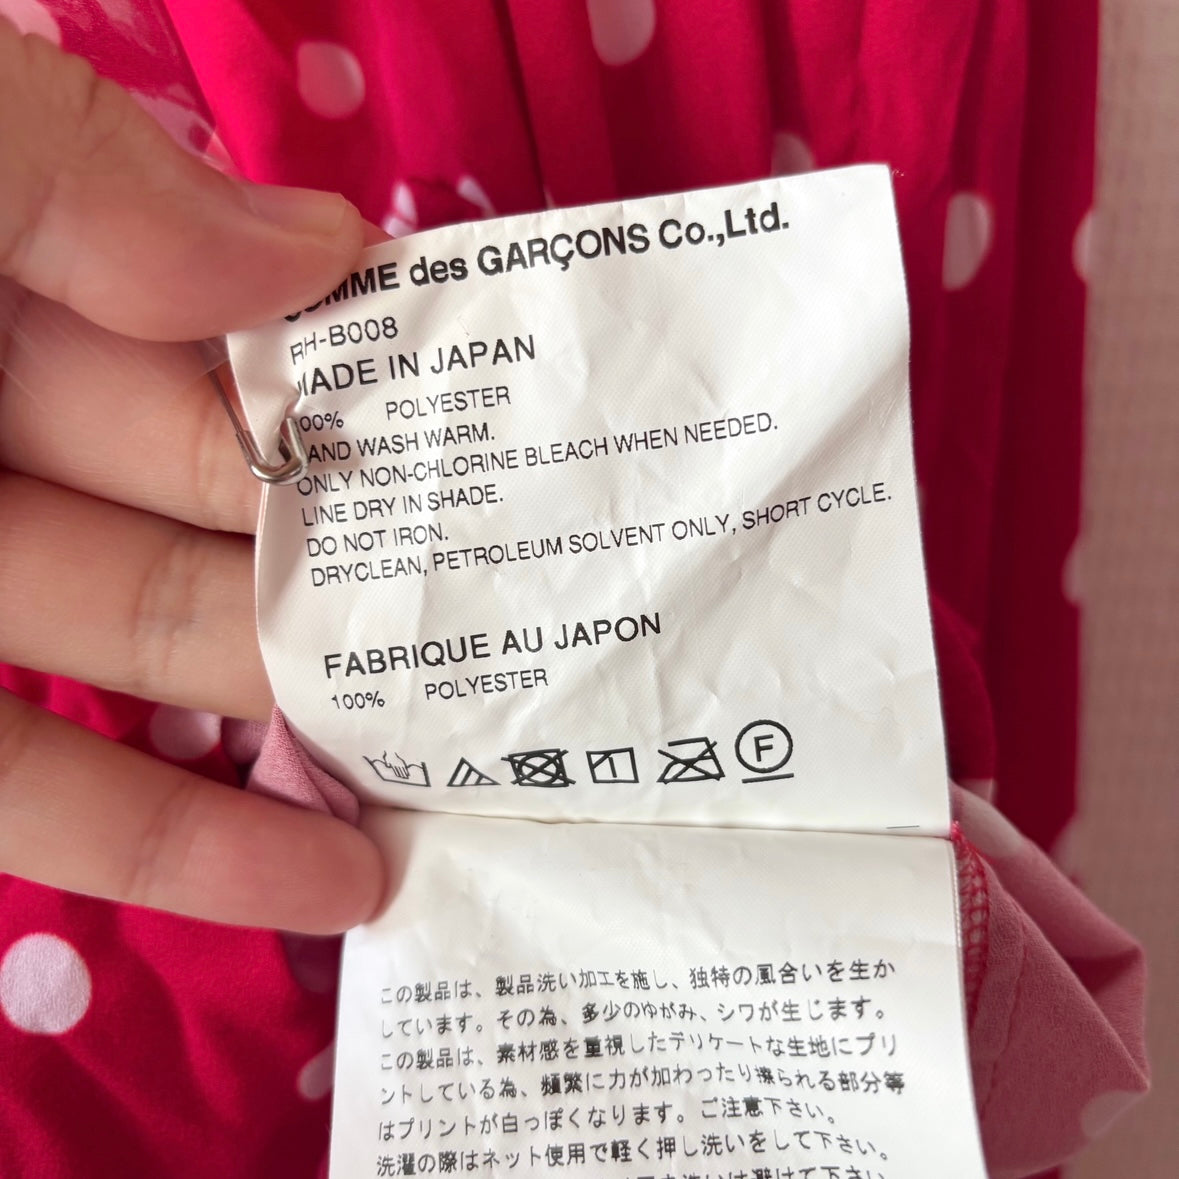 COMME des GARÇONS Co.,Ltd.
RH-B008
MADE IN JAPAN
100% POLYESTER
HAND WASH WARM.
ONLY NON-CHLORINE BLEACH WHEN NEEDED.
LINE DRY IN SHADE.
DO NOT IRON.
DRYCLEAN, PETROLEUM SOLVENT ONLY, SHORT CYCLE.
FABRIQUE AU JAPON
100% POLYESTER
F
この製品は、製品洗い加工を施し、独特の風合いを生か
しています。その為、多少のゆがみ、シワが生じます。
この製品は、素材感を重視したデリケートな生地にプリ
ントしている為、頻繁に力が加わったり擦られる部分等
はプリントが白っぽくなります。ご注意下さい。
洗濯の際はネット使用で軽く押し洗いをして下さい。
洗いは避けて下さい